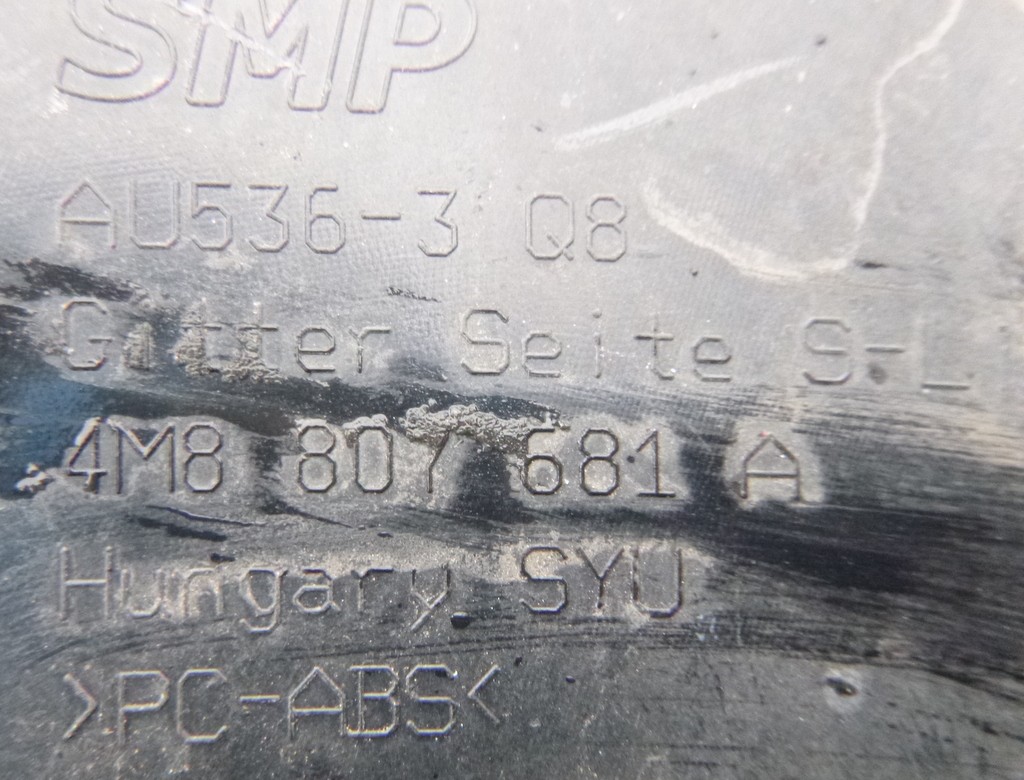 SMP
AU536-3 Q8
Gitter Seite S-L
4M8 807 681 A
Hungary SYU
>PC-ABS<